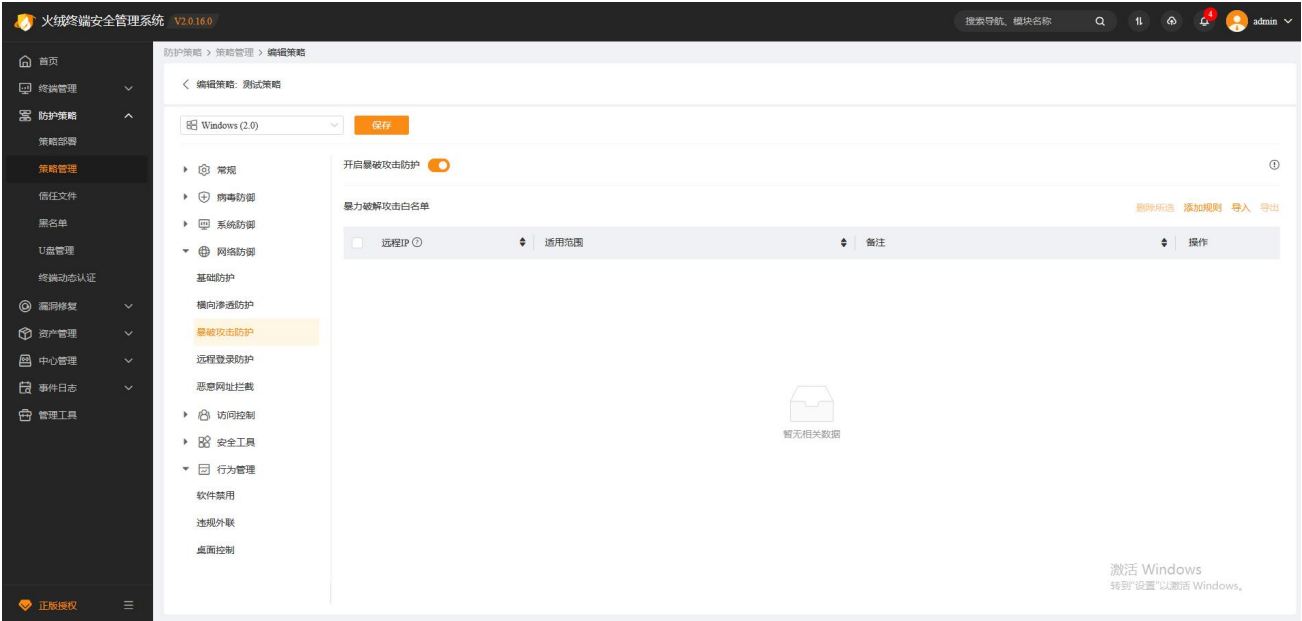 火绒终端安全管理系统 V2.0.16.0
搜索导航、模块名称
4
admin
首页
终端管理
防护策略
策略部署
策略管理
信任文件
黑名单
U盘管理
终端动态认证
漏洞修复
资产管理
中心管理
事件日志
管理工具
正版授权
防护策略 > 策略管理 > 编辑策略
编辑策略: 测试策略
Windows (2.0)
保存
常规
病毒防御
系统防御
网络防御
基础防护
横向渗透防护
暴破攻击防护
远程登录防护
恶意网址拦截
访问控制
安全工具
行为管理
软件禁用
违规外联
桌面控制
开启暴破攻击防护
暴力破解攻击白名单
删除所选 添加规则 导入 导出
远程IP 适用范围 备注 操作
暂无相关数据
激活 Windows
转到"设置"以激活 Windows。